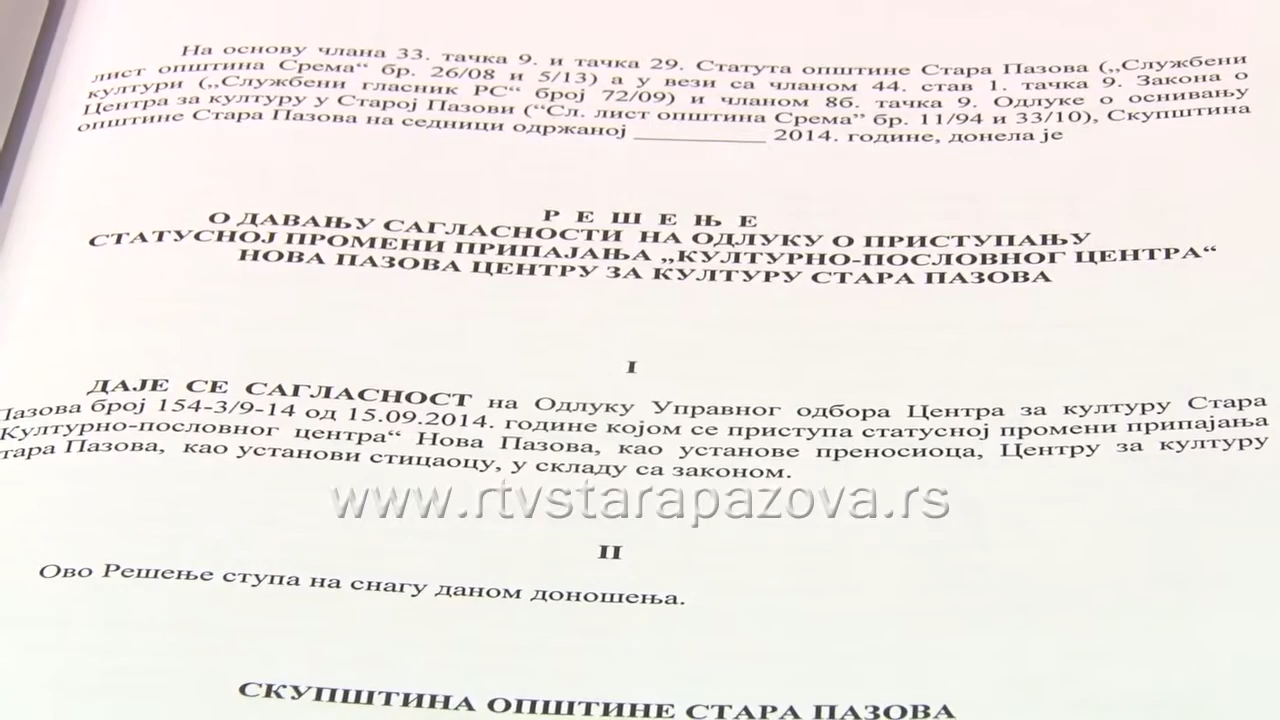 На основу члана 33. тачка 9. и тачка 29. Статута општине Стара Пазова („Службени
лист општина Срема“ бр. 26/08 и 5/13) а у вези са чланом 44. став 1. тачка 9. Закона о
култури („Службени гласник РС“ број 72/09) и чланом 8б. тачка 9. Одлуке о оснивању
Центра за културу у Старој Пазови (“Сл. лист општина Срема” бр. 11/94 и 33/10), Скупштина
општине Стара Пазова на седници одржаној ____________ 2014. године, донела је
Р Е Ш Е Њ Е
О ДАВАЊУ САГЛАСНОСТИ НА ОДЛУКУ О ПРИСТУПАЊУ
СТАТУСНОЈ ПРОМЕНИ ПРИПАЈАЊА „КУЛТУРНО-ПОСЛОВНОГ ЦЕНТРА“
НОВА ПАЗОВА ЦЕНТРУ ЗА КУЛТУРУ СТАРА ПАЗОВА
I
ДАЈЕ СЕ САГЛАСНОСТ на Одлуку Управног одбора Центра за културу Стара
Пазова број 154-3/9-14 од 15.09.2014. године којом се приступа статусној промени припајања
Културно-пословног центра“ Нова Пазова, као установе преносиоца, Центру за културу
тара Пазова, као установи стицаоцу, у складу са законом.
www.rtvstarapazova.rs
II
Ово Решење ступа на снагу даном доношења.
СКУПШТИНА ОПШТИНЕ СТАРА ПАЗОВА